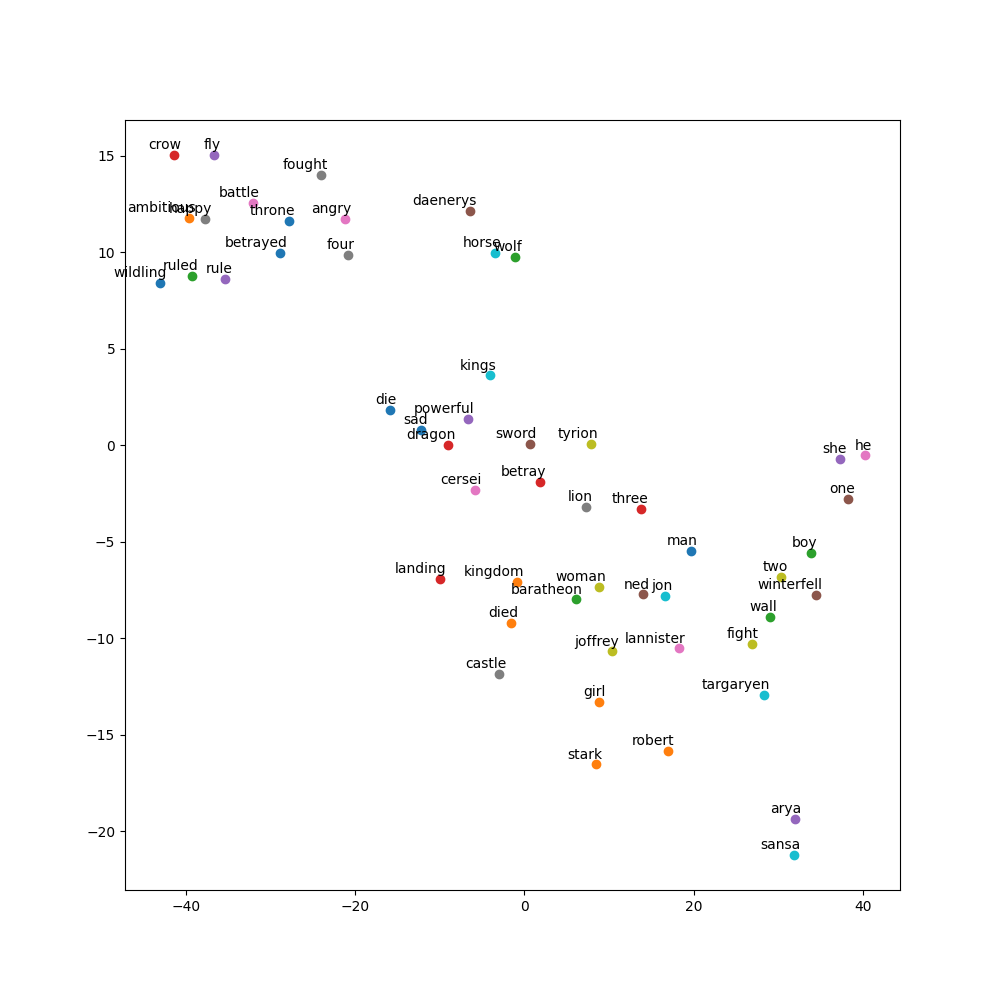 crow fly
fought
battle
daenerys
ambitious happy
throne angry
betrayed four
horse wolf
ruled rule
wildling
kings
die
powerful
sad
dragon sword tyrion
she he
betray
cersei
one
lion three
man
boy
landing kingdom
two
woman
baratheon ned jon winterfell
died
wall
joffrey lannister fight
castle
targaryen
girl
robert
stark
arya
sansa
15
10
5
0
−5
−10
−15
−20
−40 −20 0 20 40